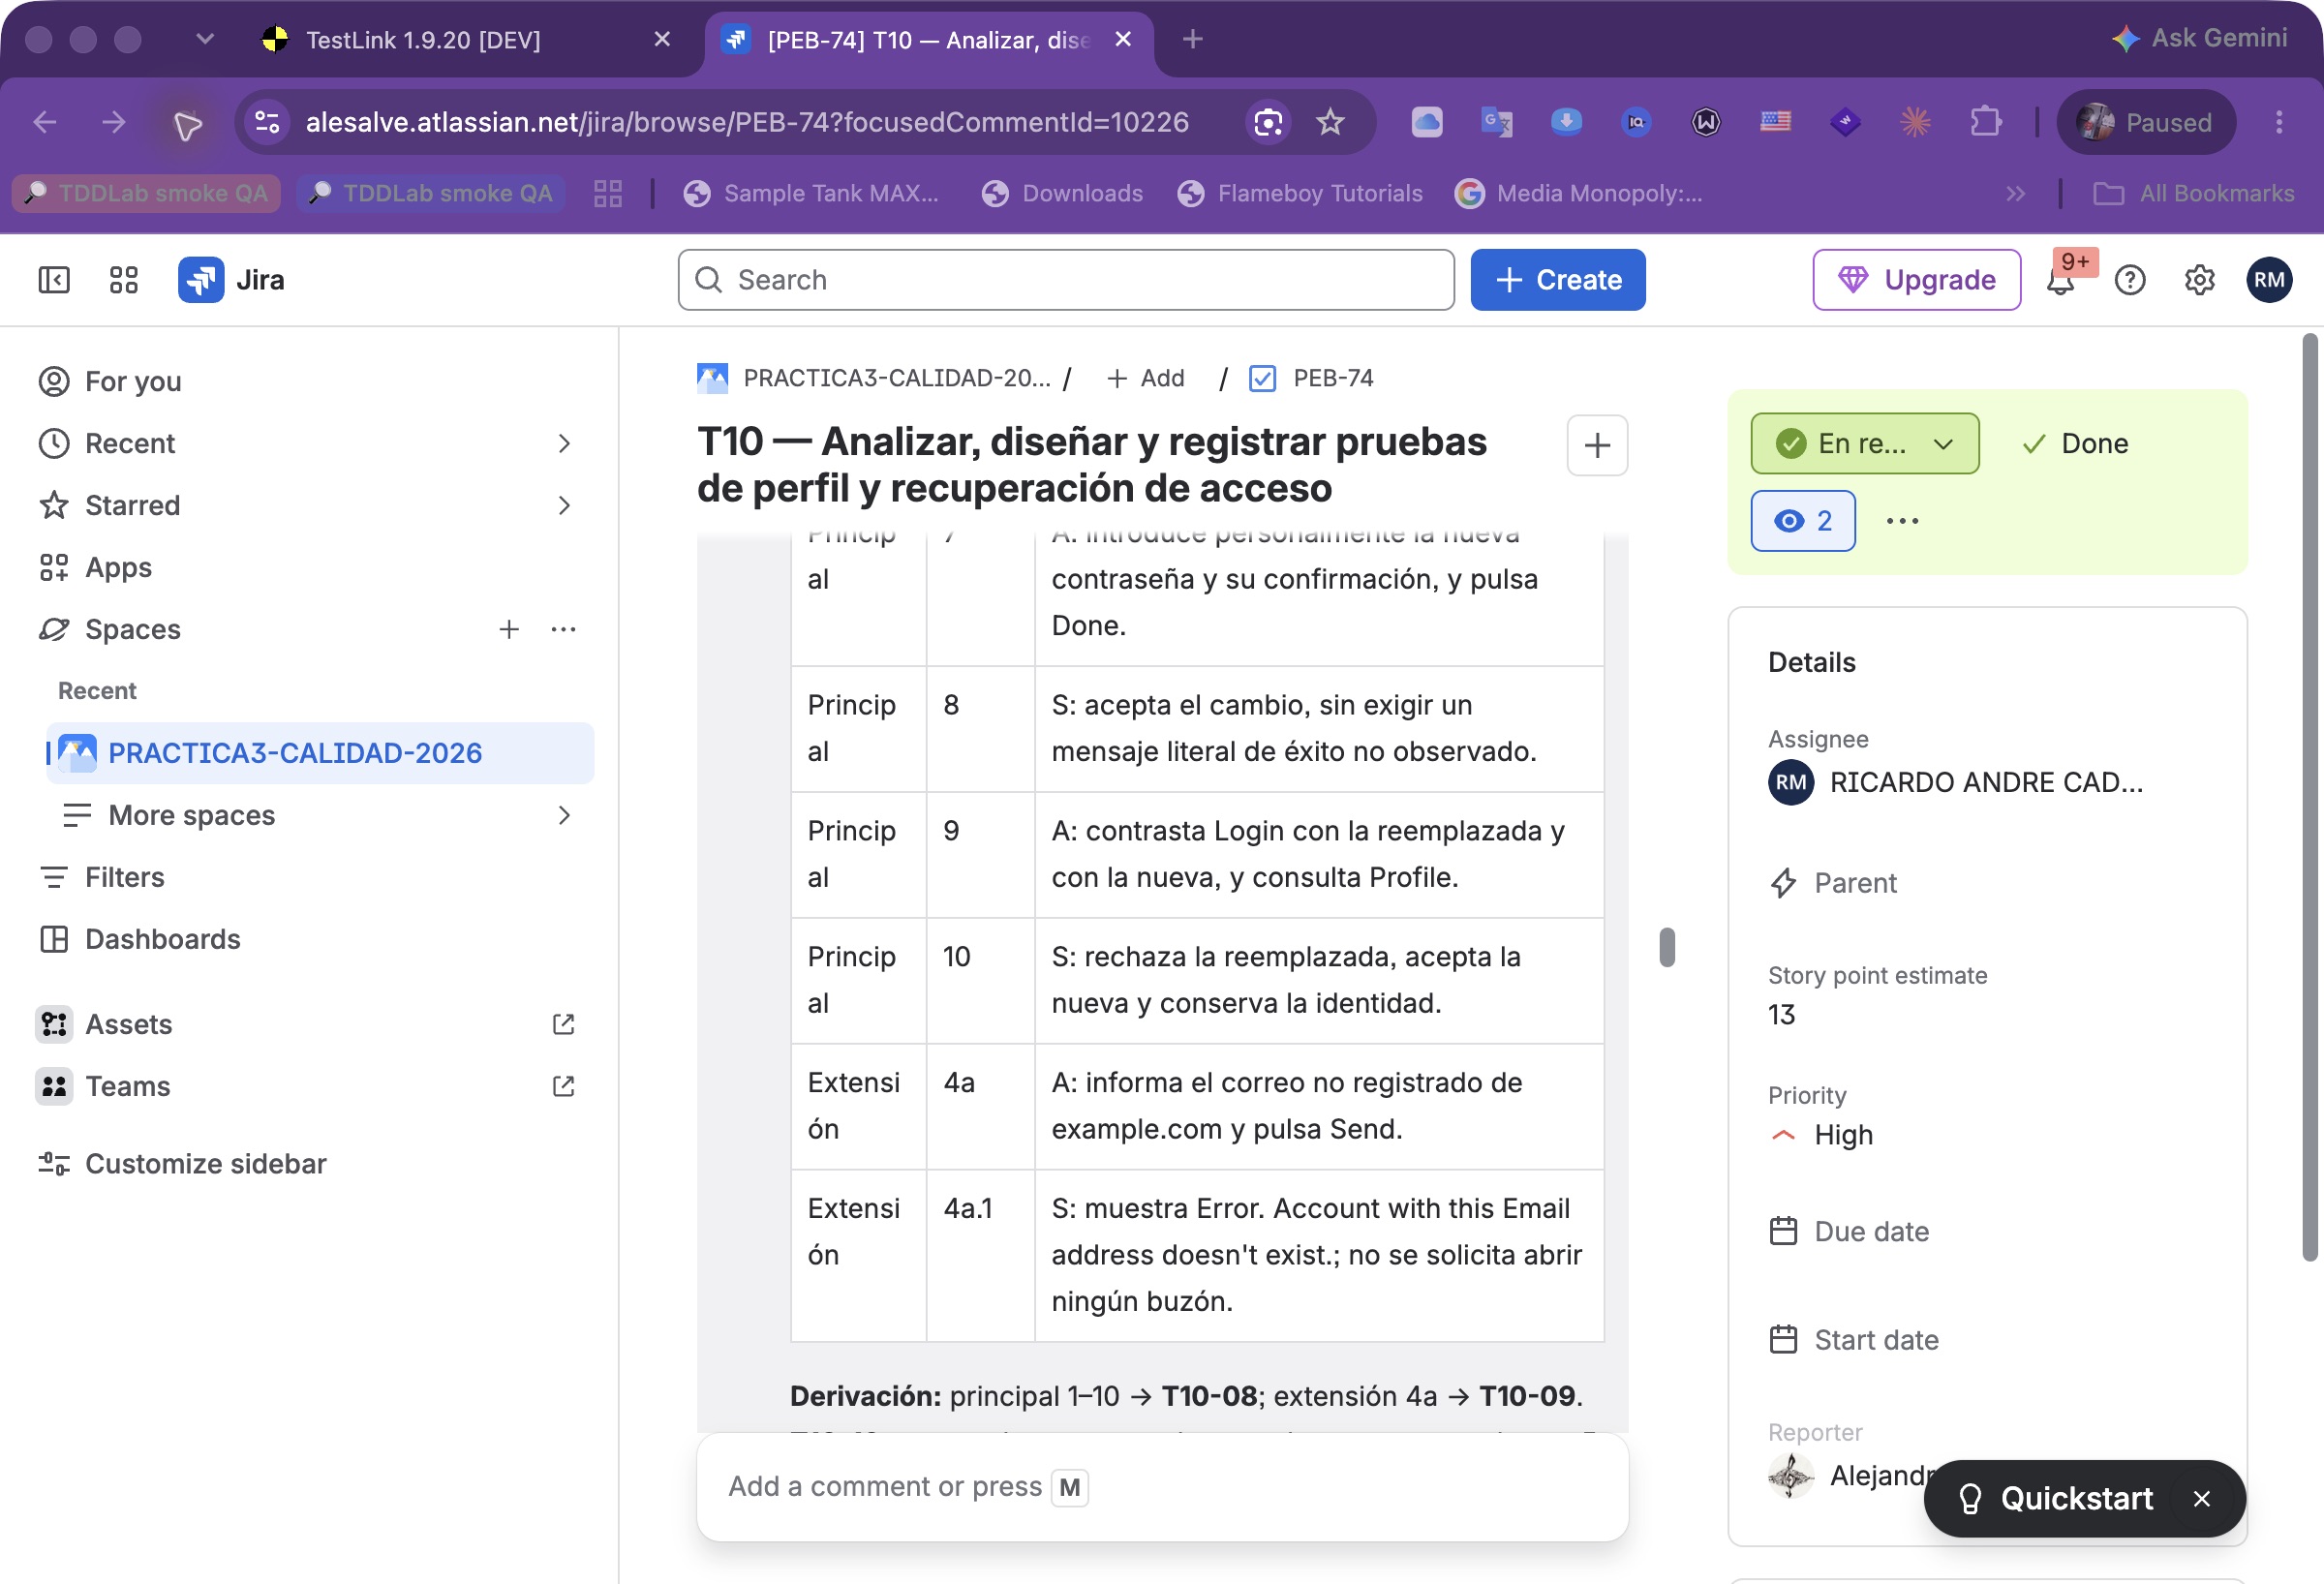 TestLink 1.9.20 [DEV]
[PEB-74] T10 — Analizar, dise
Ask Gemini
alesalve.atlassian.net/jira/browse/PEB-74?focusedCommentId=10226
Paused
TDDLab smoke QA
TDDLab smoke QA
Sample Tank MAX...
Downloads
Flameboy Tutorials
Media Monopoly:...
All Bookmarks
Jira
Search
Create
Upgrade
9+
RM
For you
Recent
Starred
Apps
Spaces
Recent
PRACTICA3-CALIDAD-2026
More spaces
Filters
Dashboards
Assets
Teams
Customize sidebar
PRACTICA3-CALIDAD-20... /
Add
/
PEB-74
T10 — Analizar, diseñar y registrar pruebas
de perfil y recuperación de acceso
Princip
al
7
A: introduce personalmente la nueva
contraseña y su confirmación, y pulsa
Done.
Princip
al
8
S: acepta el cambio, sin exigir un
mensaje literal de éxito no observado.
Princip
al
9
A: contrasta Login con la reemplazada y
con la nueva, y consulta Profile.
Princip
al
10
S: rechaza la reemplazada, acepta la
nueva y conserva la identidad.
Extensi
ón
4a
A: informa el correo no registrado de
example.com y pulsa Send.
Extensi
ón
4a.1
S: muestra Error. Account with this Email
address doesn't exist.; no se solicita abrir
ningún buzón.
Derivación: principal 1–10 → T10-08; extensión 4a → T10-09.
Add a comment or press M
En re...
Done
2
Details
Assignee
RM
RICARDO ANDRE CAD...
Parent
Story point estimate
13
Priority
High
Due date
Start date
Reporter
Alejandr
Quickstart